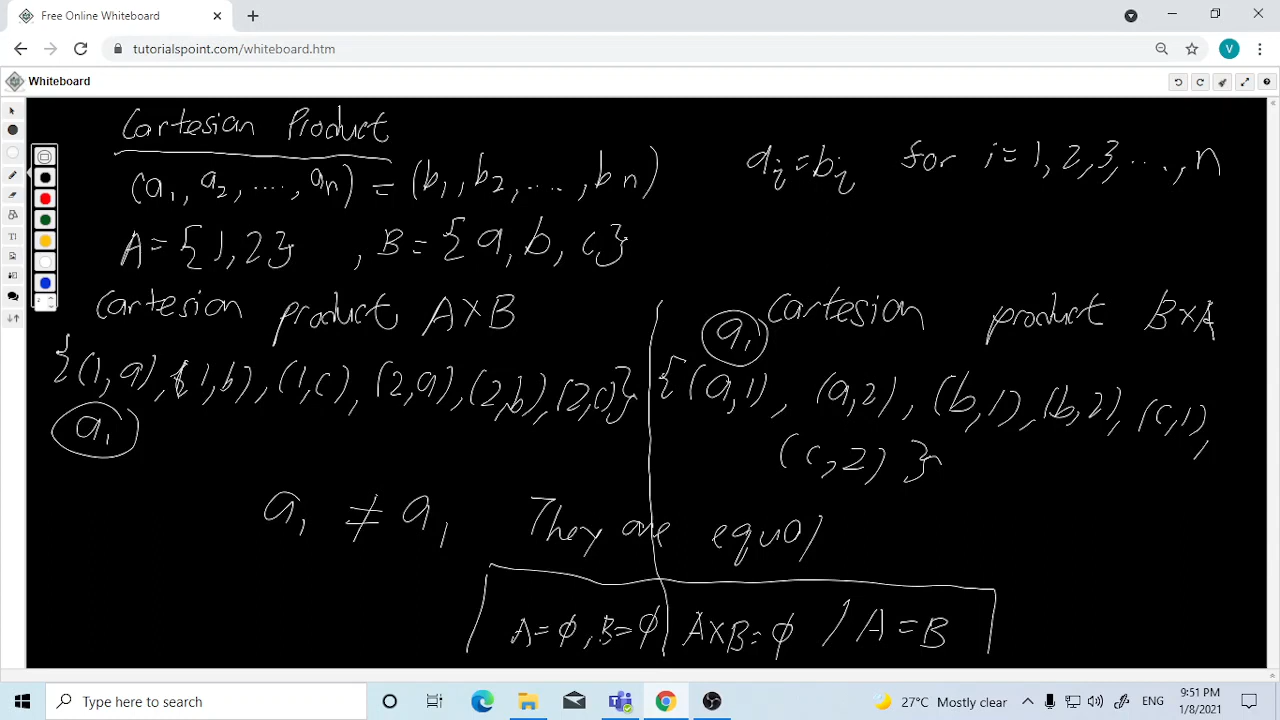 Free Online Whiteboard
tutorialspoint.com/whiteboard.htm
V
Whiteboard
Cartesian Product
(a1, a2, ...., an) = (b1, b2, ...., bn)
ai = bi for i = 1, 2, 3, ...., n
A = {1, 2} , B = {a, b, c}
Cartesian product A×B
{(1, a), (1, b), (1, c), (2, a), (2, b), (2, c)}
a1
Cartesian product B×A
a1
{(a, 1), (a, 2), (b, 1), (b, 2), (c, 1),
(c, 2)}
a1 ≠ a1 They are equal
A = φ, B = φ A×B = φ / A = B
Type here to search
27°C Mostly clear
ENG
9:51 PM
1/8/2021